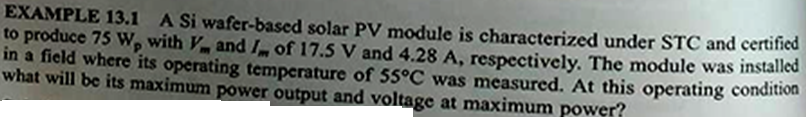 EXAMPLE 13.1 A Si wafer-based solar PV module is characterized under STC and certified
to produce 75 Wp with Vm and Im of 17.5 V and 4.28 A, respectively. The module was installed
in a field where its operating temperature of 55°C was measured. At this operating condition
what will be its maximum power output and voltage at maximum power?